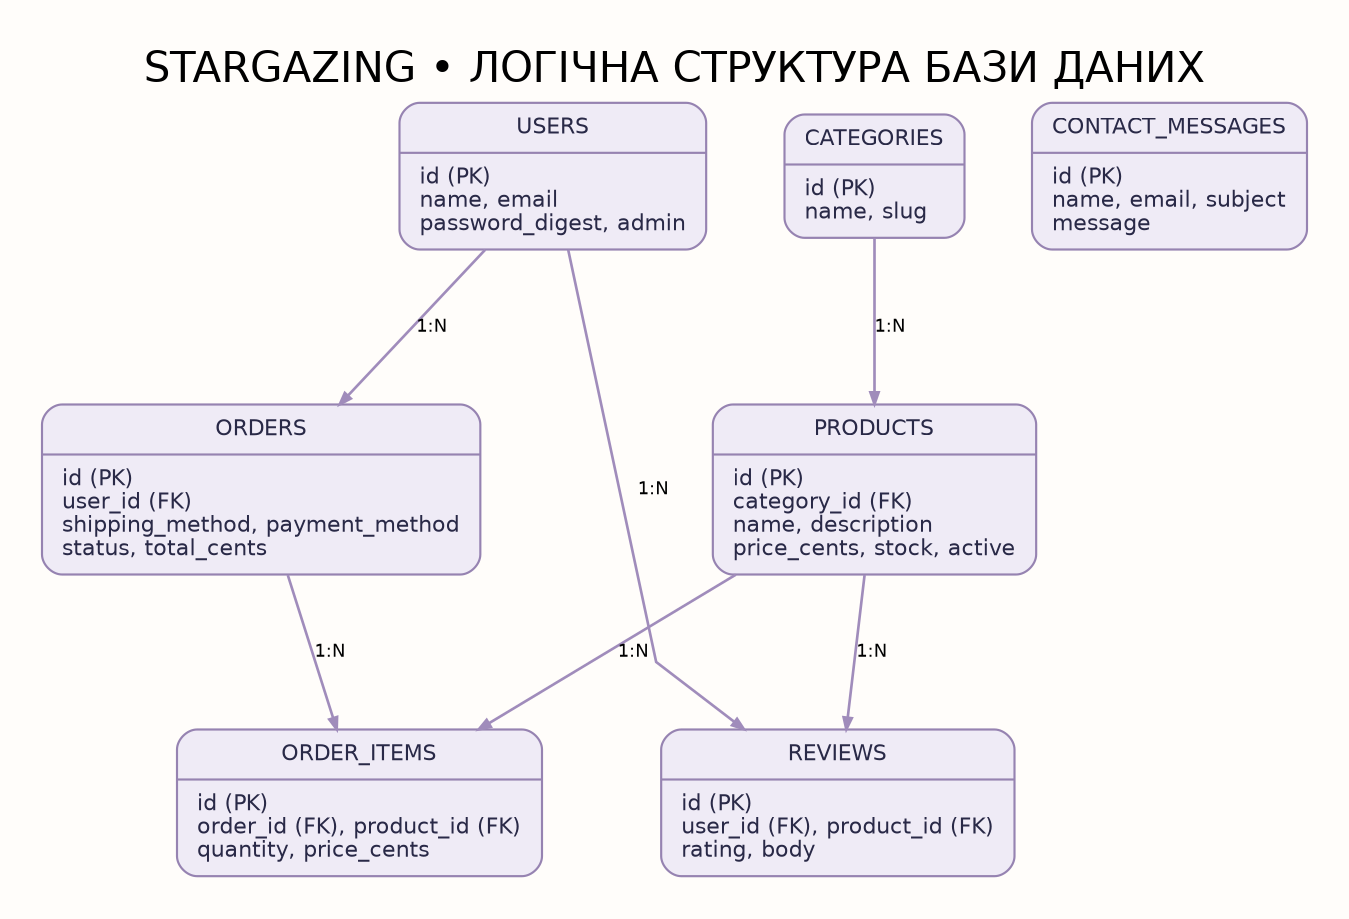 STARGAZING • ЛОГІЧНА СТРУКТУРА БАЗИ ДАНИХ
USERS
id (PK)
name, email
password_digest, admin
CATEGORIES
id (PK)
name, slug
CONTACT_MESSAGES
id (PK)
name, email, subject
message
1:N
1:N
ORDERS
id (PK)
user_id (FK)
shipping_method, payment_method
status, total_cents
1:N
PRODUCTS
id (PK)
category_id (FK)
name, description
price_cents, stock, active
1:N
1:N
1:N
ORDER_ITEMS
id (PK)
order_id (FK), product_id (FK)
quantity, price_cents
REVIEWS
id (PK)
user_id (FK), product_id (FK)
rating, body